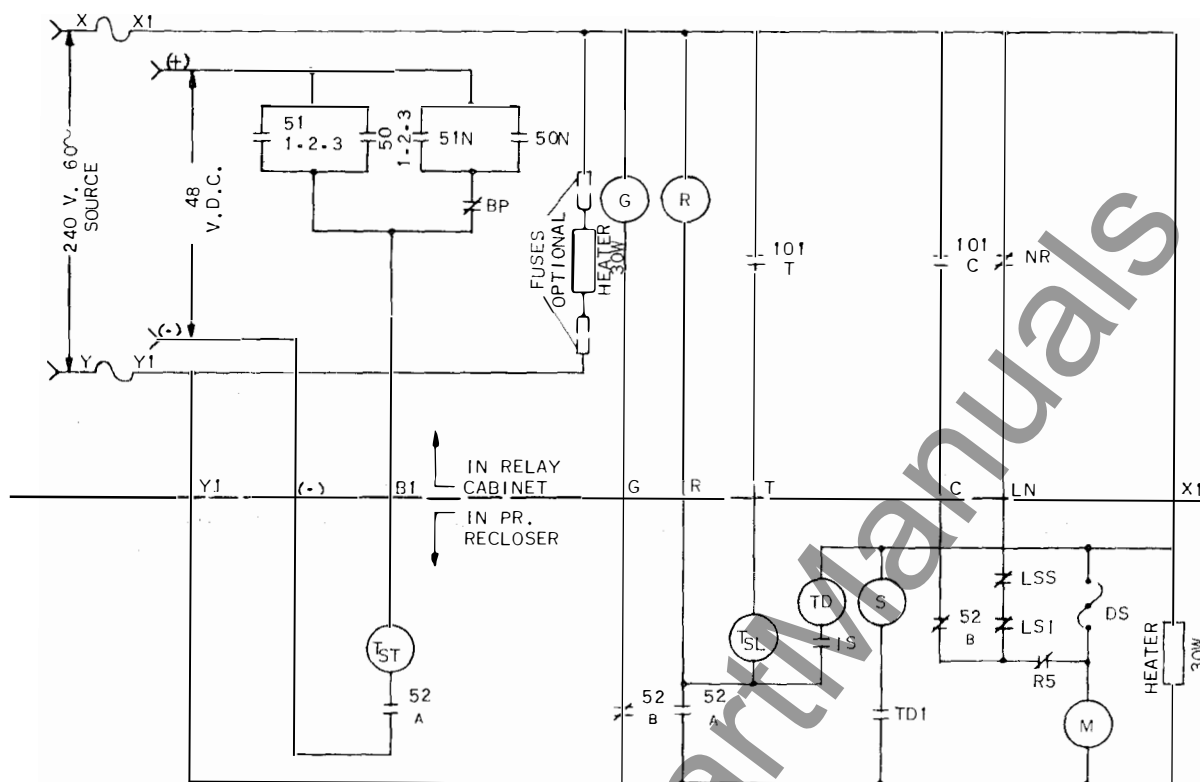 X
X1
(+)
240 V. 60~
SOURCE
48
V.D.C.
51
1-2-3
50
1-2-3
51N
50N
BP
FUSES
OPTIONAL
HEATER
30W
G
R
101
T
101
C
NR
(-)
Y
Y1
IN RELAY
CABINET
IN PR.
RECLOSER
Y1
(-)
B1
G
R
T
C
LN
X1
TST
52
A
52
B
52
A
TSL
TD
1S
S
TD1
52
B
LSS
LS1
R5
DS
M
HEATER
30W